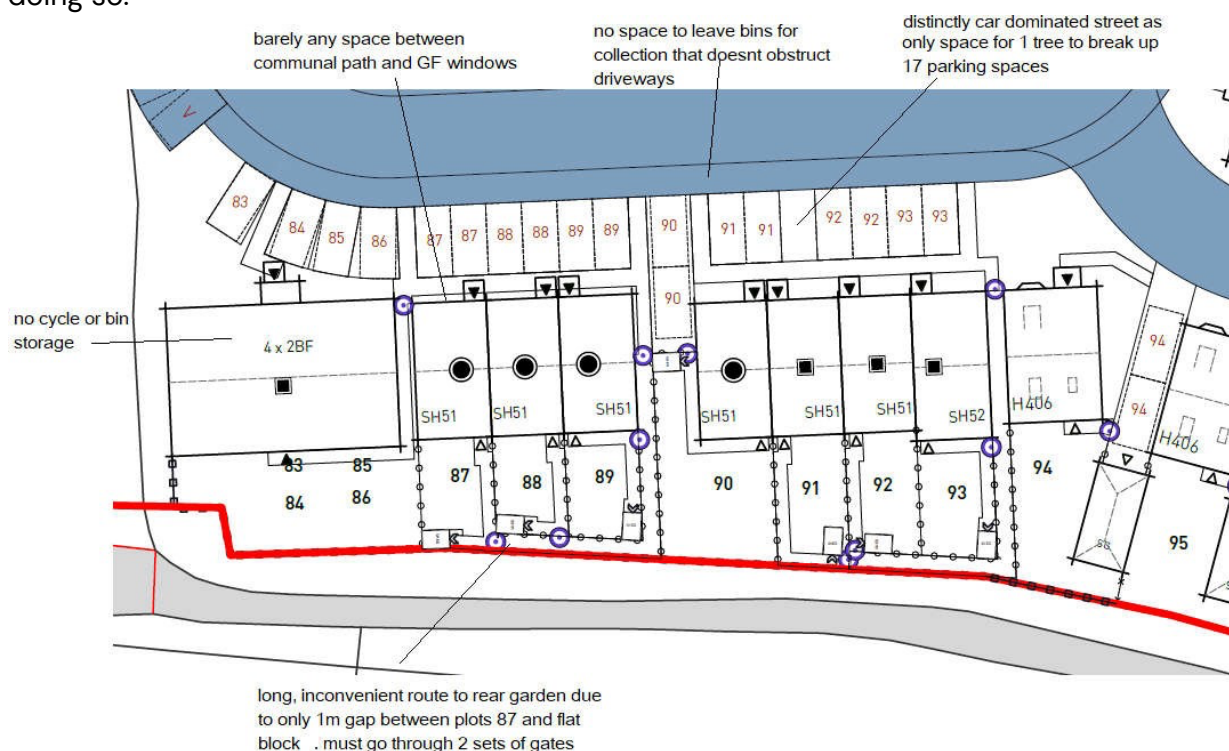 doing so.
barely any space between
communal path and GF windows
no space to leave bins for
collection that doesnt obstruct
driveways
distinctly car dominated street as
only space for 1 tree to break up
17 parking spaces
V
83
84
85
86
87
87
88
88
89
89
90
90
91
91
92
92
93
93
94
94
no cycle or bin
storage
4 x 2BF
SH51
SH51
SH51
SH51
SH51
SH51
SH52
H406
H406
83
85
84
86
87
88
89
90
91
92
93
94
95
long, inconvenient route to rear garden due
to only 1m gap between plots 87 and flat
block . must go through 2 sets of gates